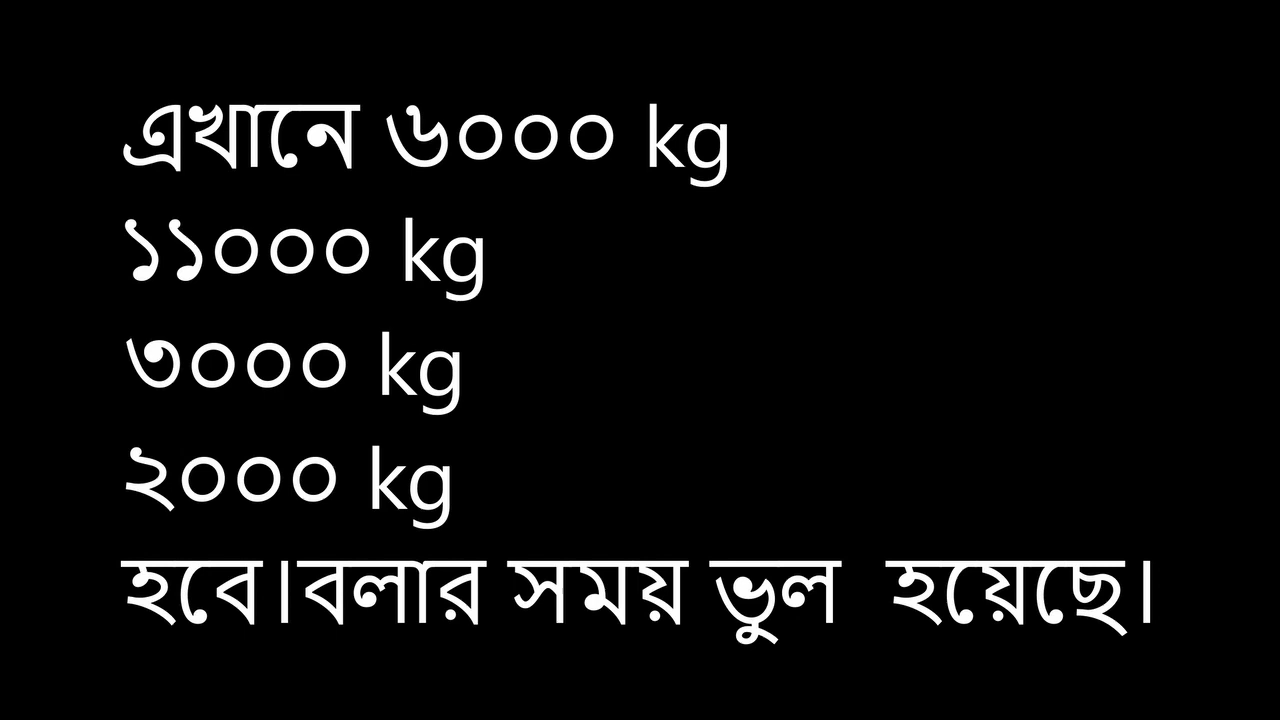 এখানে ৬০০০ kg
১১০০০ kg
৩০০০ kg
২০০০ kg
হবে।বলার সময় ভুল  হয়েছে।